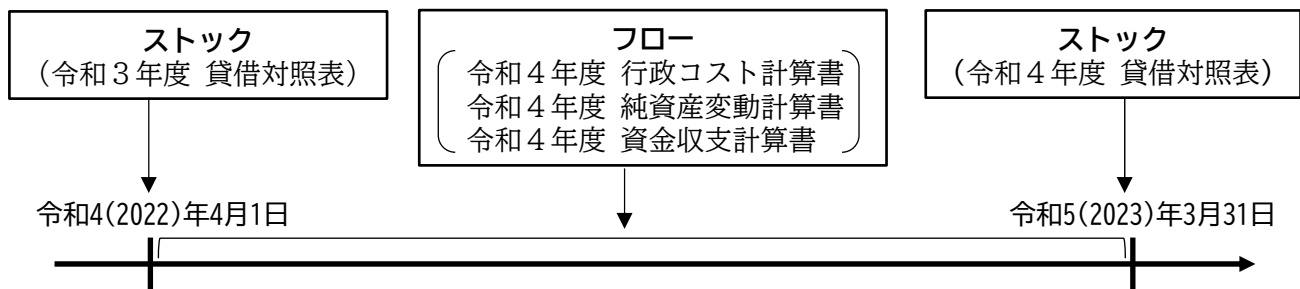 ストック
（令和３年度 貸借対照表）
フロー
令和４年度 行政コスト計算書
令和４年度 純資産変動計算書
令和４年度 資金収支計算書
ストック
(令和４年度 貸借対照表)
令和4(2022)年4月1日
令和5(2023)年3月31日